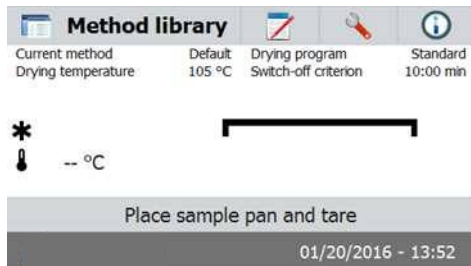 Method library
Current method Default Drying program Standard
Drying temperature 105 °C Switch-off criterion 10:00 min
-- °C
Place sample pan and tare
01/20/2016 - 13:52